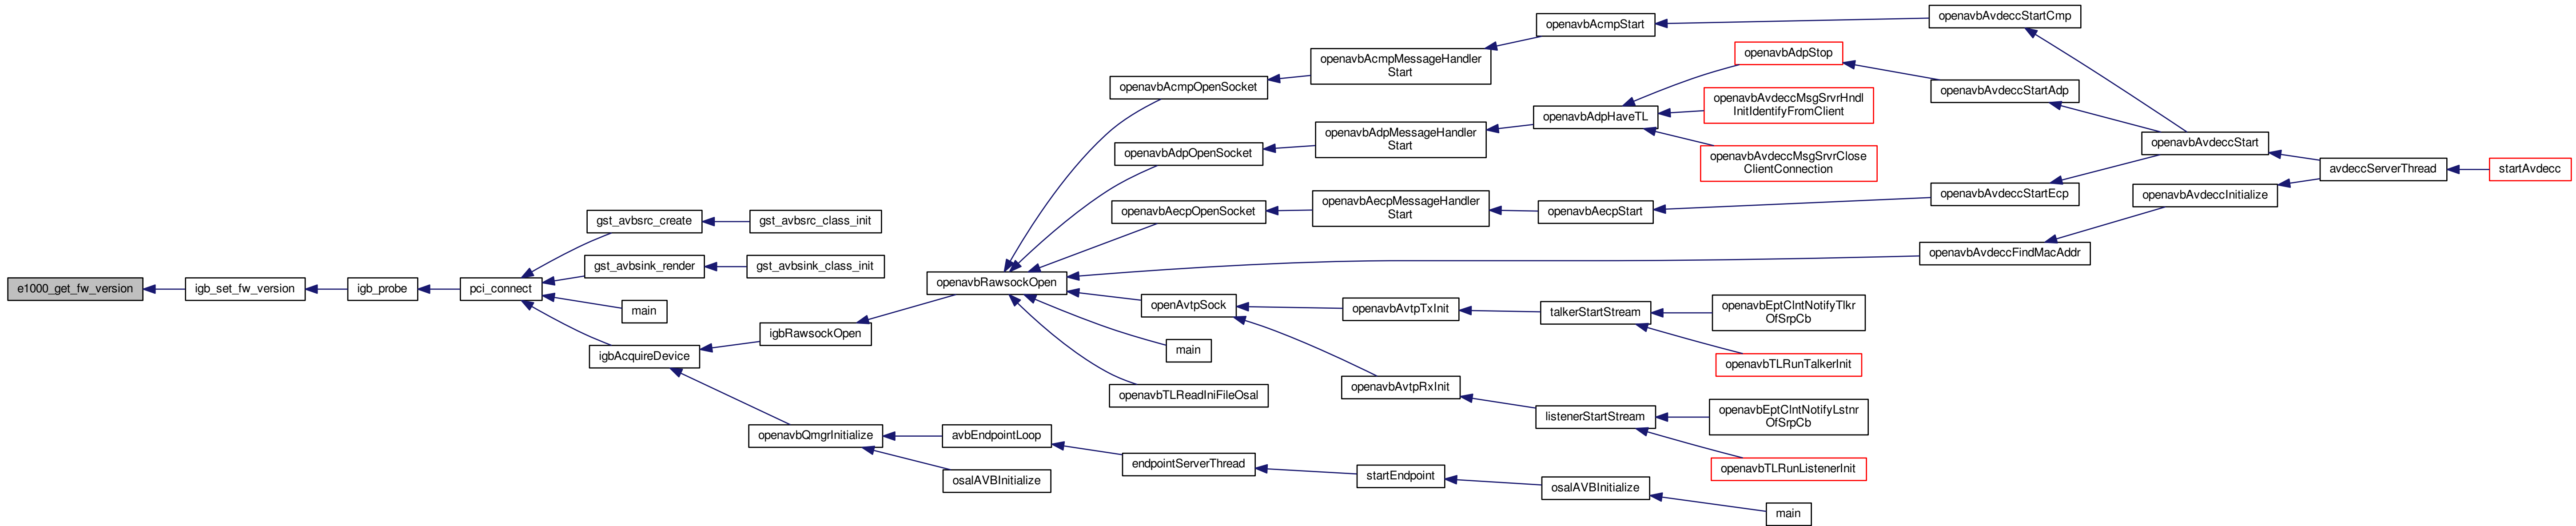 e1000_get_fw_version
igb_set_fw_version
igb_probe
pci_connect
gst_avbsrc_create
gst_avbsrc_class_init
gst_avbsink_render
gst_avbsink_class_init
main
igbAcquireDevice
igbRawsockOpen
openavbRawsockOpen
openavbAcmpOpenSocket
openavbAcmpMessageHandler
Start
openavbAcmpStart
openavbAvdeccStartCmp
openavbAdpOpenSocket
openavbAdpMessageHandler
Start
openavbAdpHaveTL
openavbAdpStop
openavbAvdeccStartAdp
openavbAvdeccMsgSrvrHndl
InitIdentifyFromClient
openavbAvdeccMsgSrvrClose
ClientConnection
openavbAvdeccStart
avdeccServerThread
startAvdecc
openavbAecpOpenSocket
openavbAecpMessageHandler
Start
openavbAecpStart
openavbAvdeccStartEcp
openavbAvdeccInitialize
openavbAvdeccFindMacAddr
openAvtpSock
openavbAvtpTxInit
talkerStartStream
openavbEptClntNotifyTlkr
OfSrpCb
openavbTLRunTalkerInit
main
openavbAvtpRxInit
openavbTLReadIniFileOsal
listenerStartStream
openavbEptClntNotifyLstnr
OfSrpCb
openavbTLRunListenerInit
openavbQmgrInitialize
avbEndpointLoop
endpointServerThread
startEndpoint
osalAVBInitialize
osalAVBInitialize
main